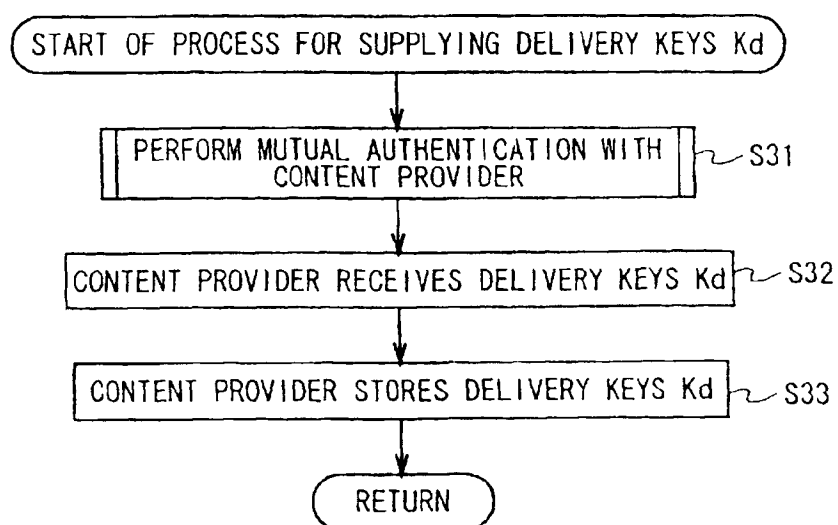 START OF PROCESS FOR SUPPLYING DELIVERY KEYS Kd
PERFORM MUTUAL AUTHENTICATION WITH
CONTENT PROVIDER
S31
CONTENT PROVIDER RECEIVES DELIVERY KEYS Kd
S32
CONTENT PROVIDER STORES DELIVERY KEYS Kd
S33
RETURN